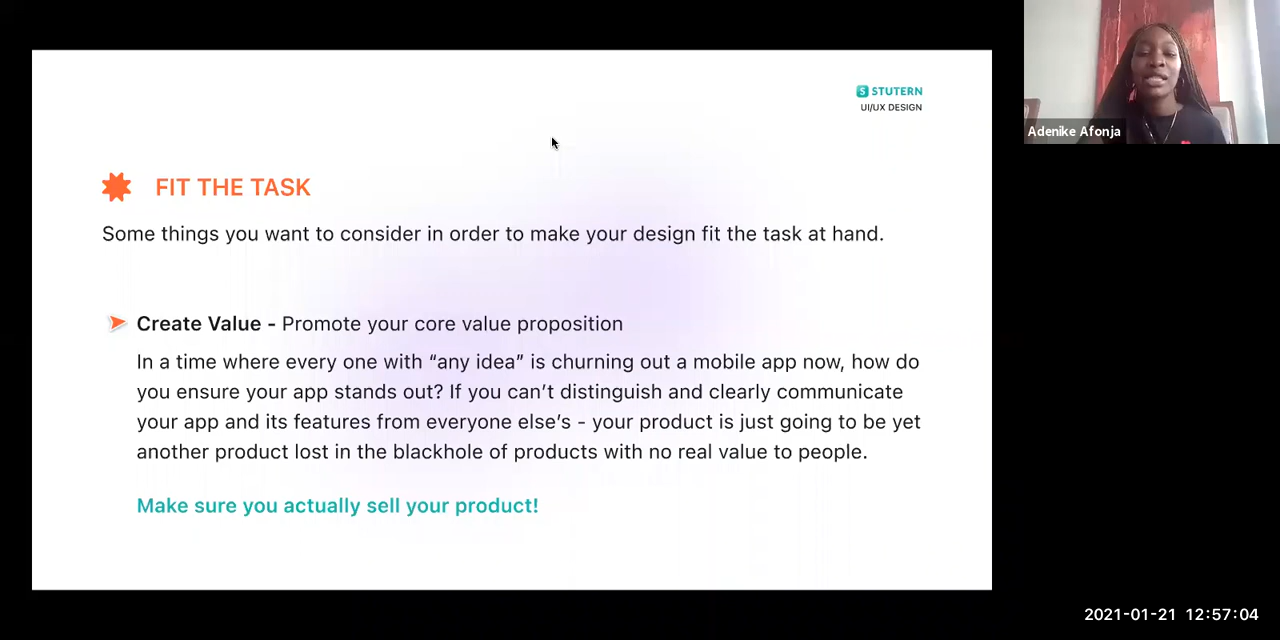 STUTERN
UI/UX DESIGN
Adenike Afonja
FIT THE TASK
Some things you want to consider in order to make your design fit the task at hand.
Create Value - Promote your core value proposition
In a time where every one with “any idea” is churning out a mobile app now, how do
you ensure your app stands out? If you can’t distinguish and clearly communicate
your app and its features from everyone else’s - your product is just going to be yet
another product lost in the blackhole of products with no real value to people.
Make sure you actually sell your product!
2021-01-21 12:57:04